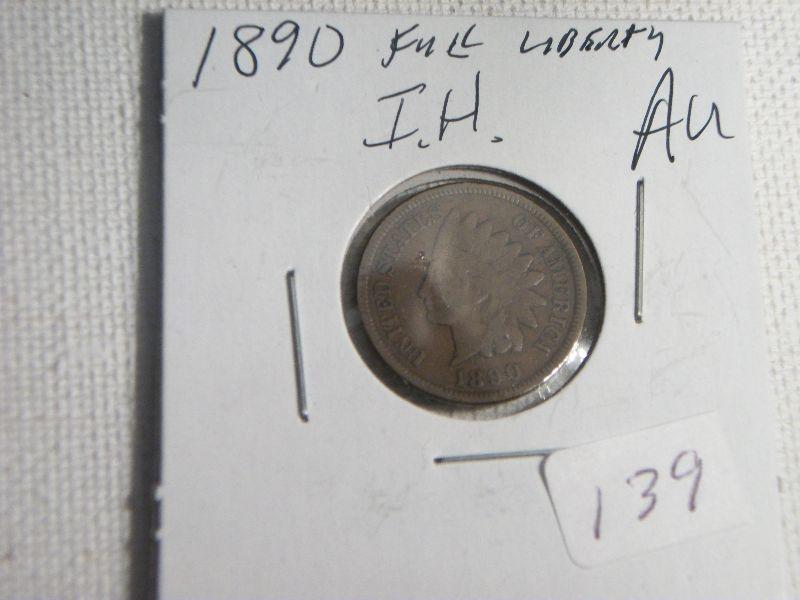 1890 FULL LIBERTY
I.H. AU
UNITED STATES OF AMERICA
1890
139